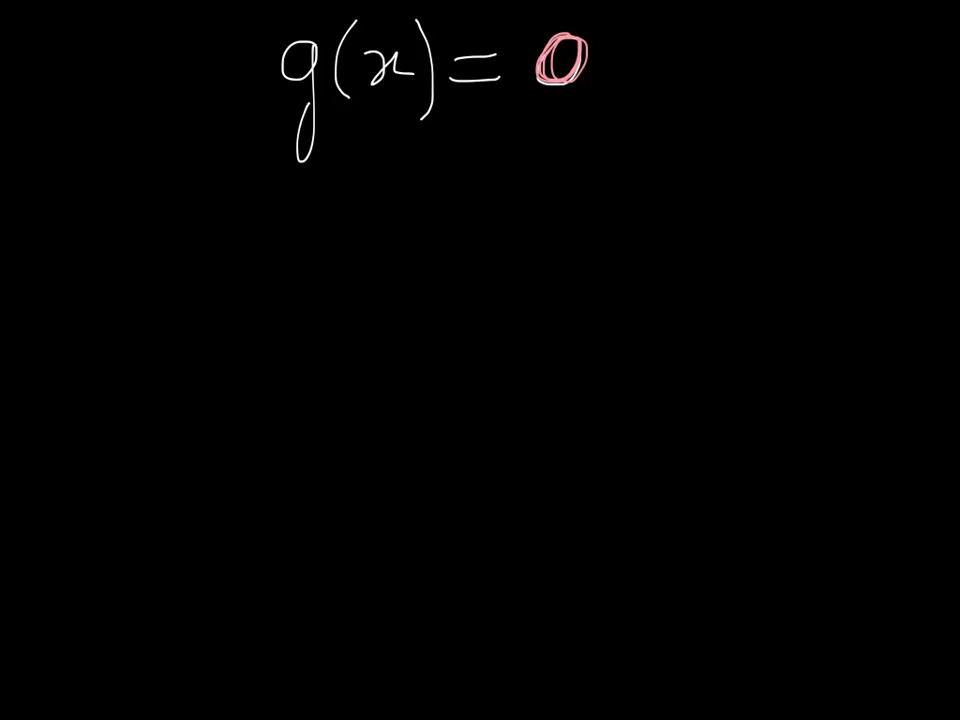 g(x) = 0